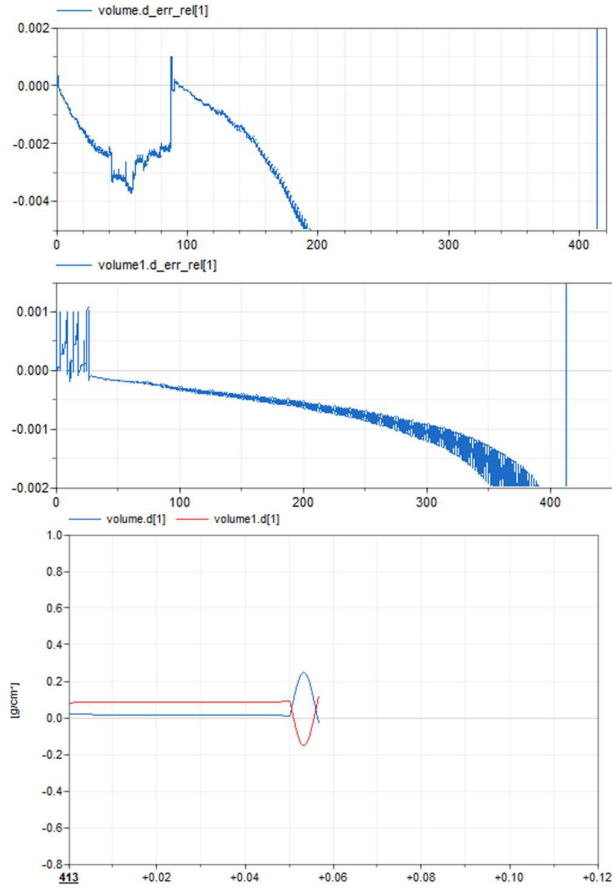 volume.d_err_rel[1]
0.002
0.000
-0.002
-0.004
0 100 200 300 400
volume1.d_err_rel[1]
0.001
0.000
-0.001
-0.002
0 100 200 300 400
volume.d[1] volume1.d[1]
1.0
0.8
0.6
0.4
[g/cm³]
0.2
0.0
-0.2
-0.4
-0.6
-0.8
413 +0.02 +0.04 +0.06 +0.08 +0.10 +0.12